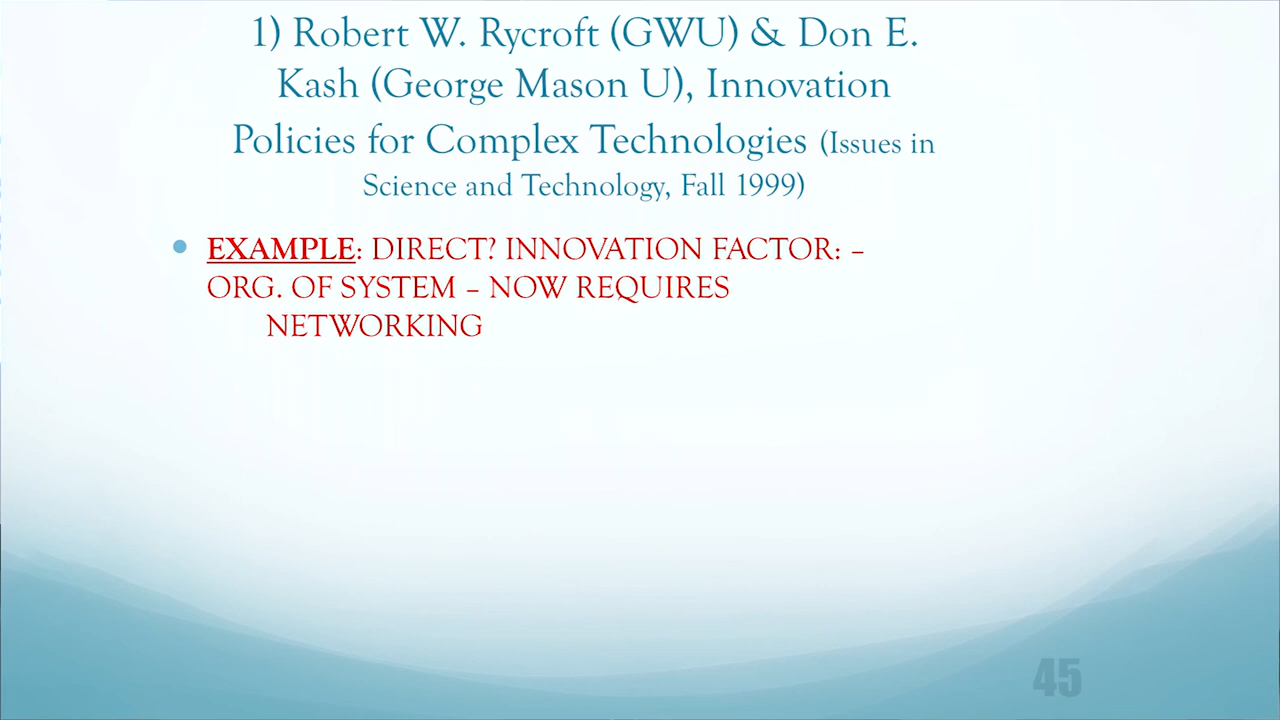 1) Robert W. Rycroft (GWU) & Don E.
Kash (George Mason U), Innovation
Policies for Complex Technologies (Issues in
Science and Technology, Fall 1999)
• EXAMPLE: DIRECT? INNOVATION FACTOR: –
ORG. OF SYSTEM – NOW REQUIRES
NETWORKING
45